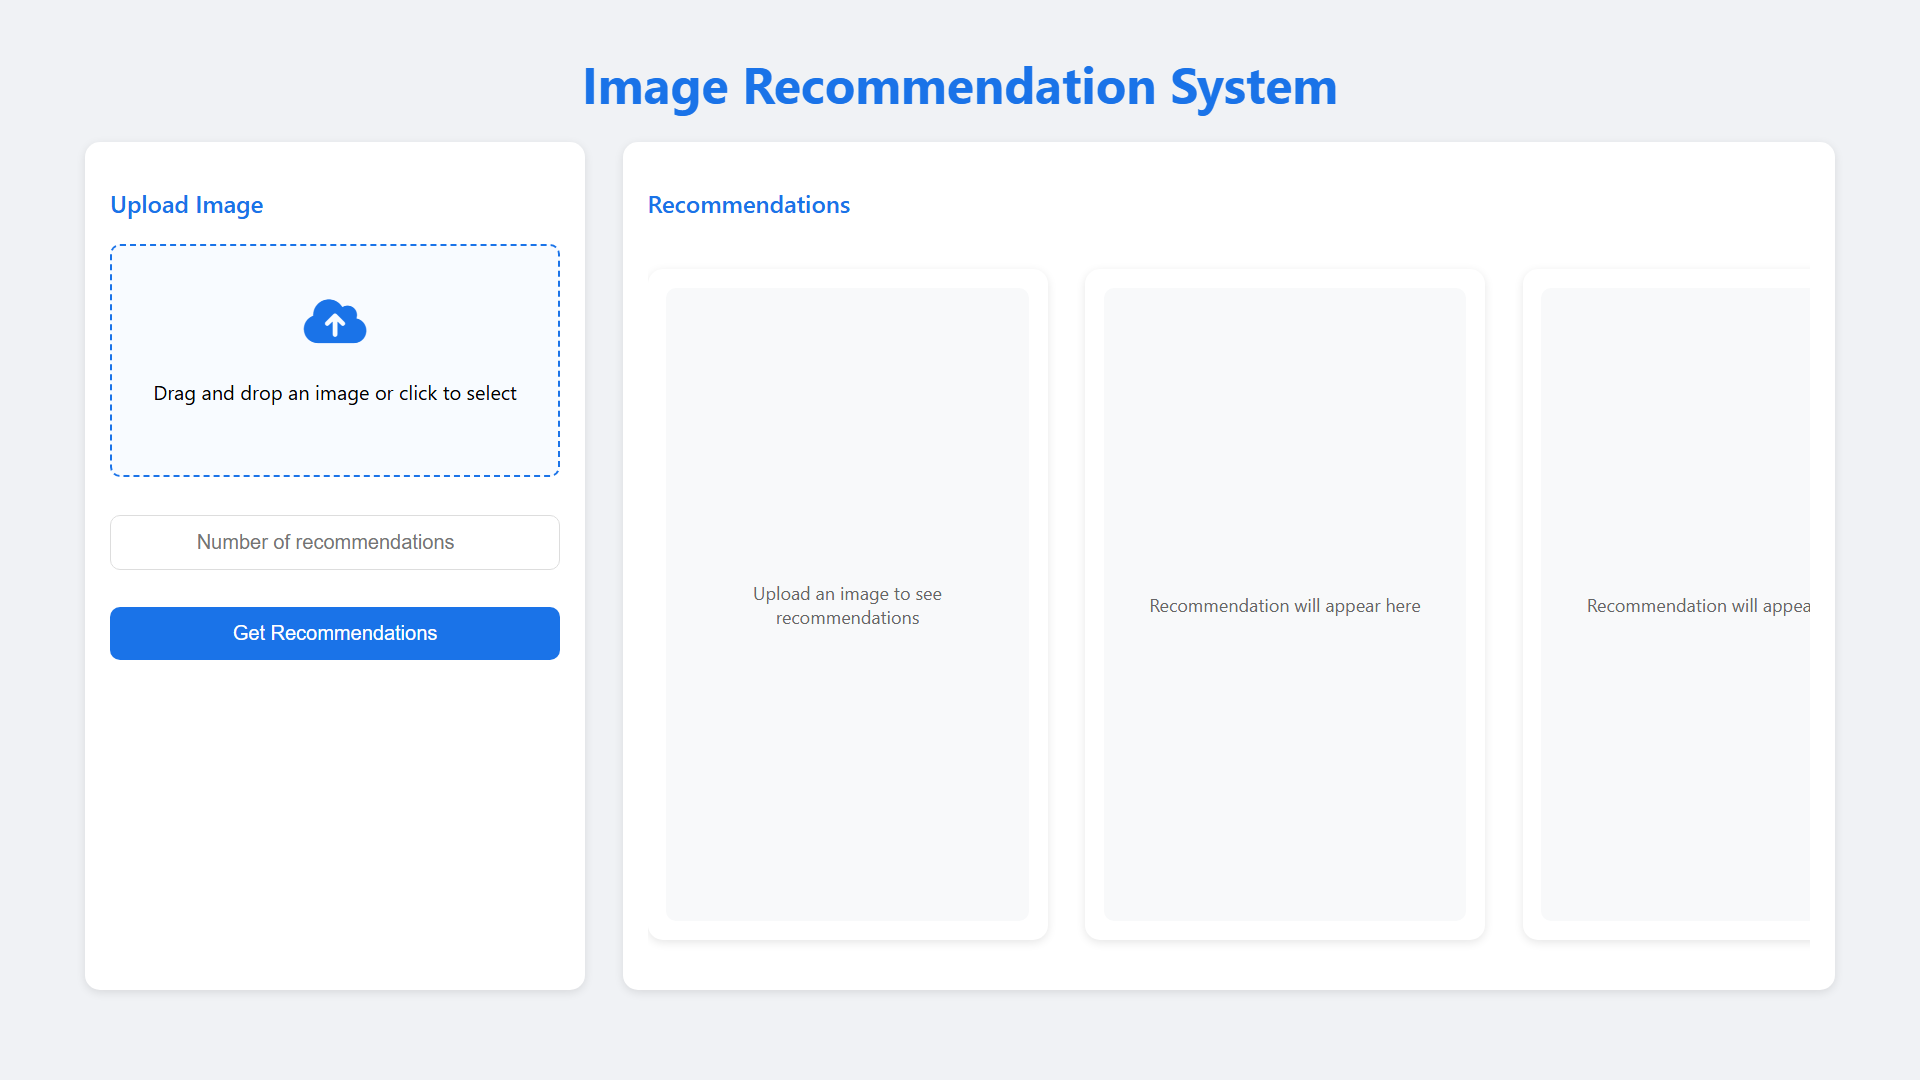 Image Recommendation System
Upload Image
Drag and drop an image or click to select
Number of recommendations
Get Recommendations
Recommendations
Upload an image to see
recommendations
Recommendation will appear here
Recommendation will appea